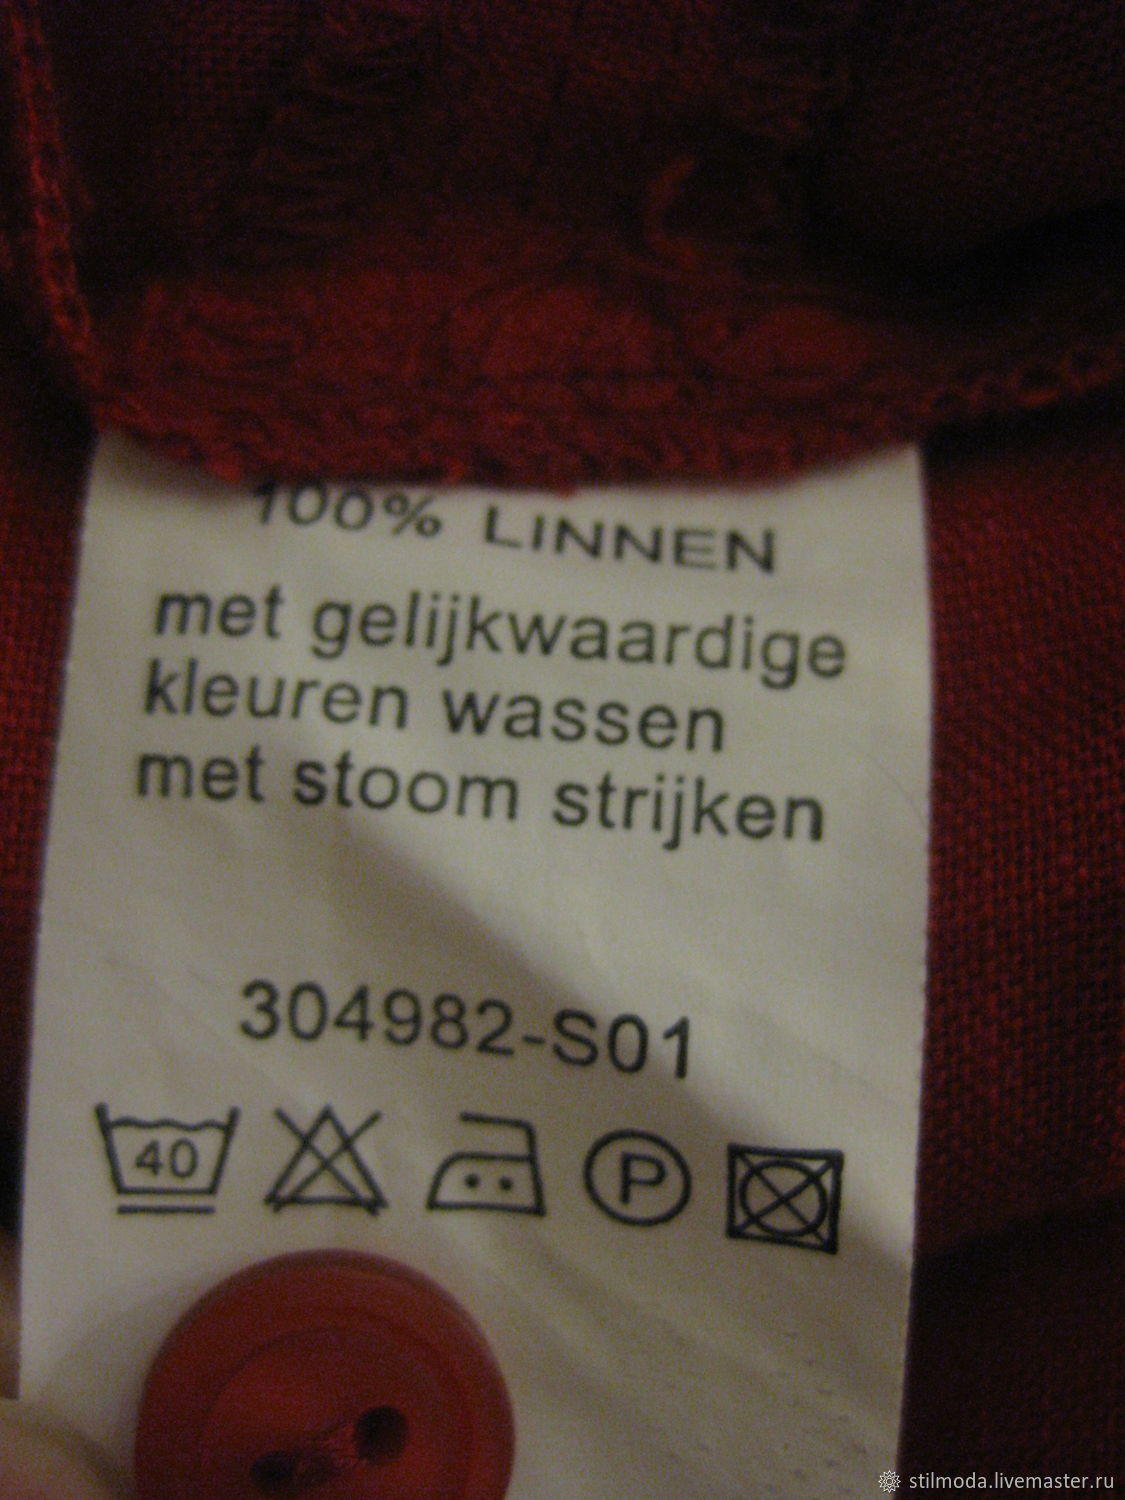 100% LINNEN
met gelijkwaardige
kleuren wassen
met stoom strijken
304982-S01
40
P
stilmoda.livemaster.ru